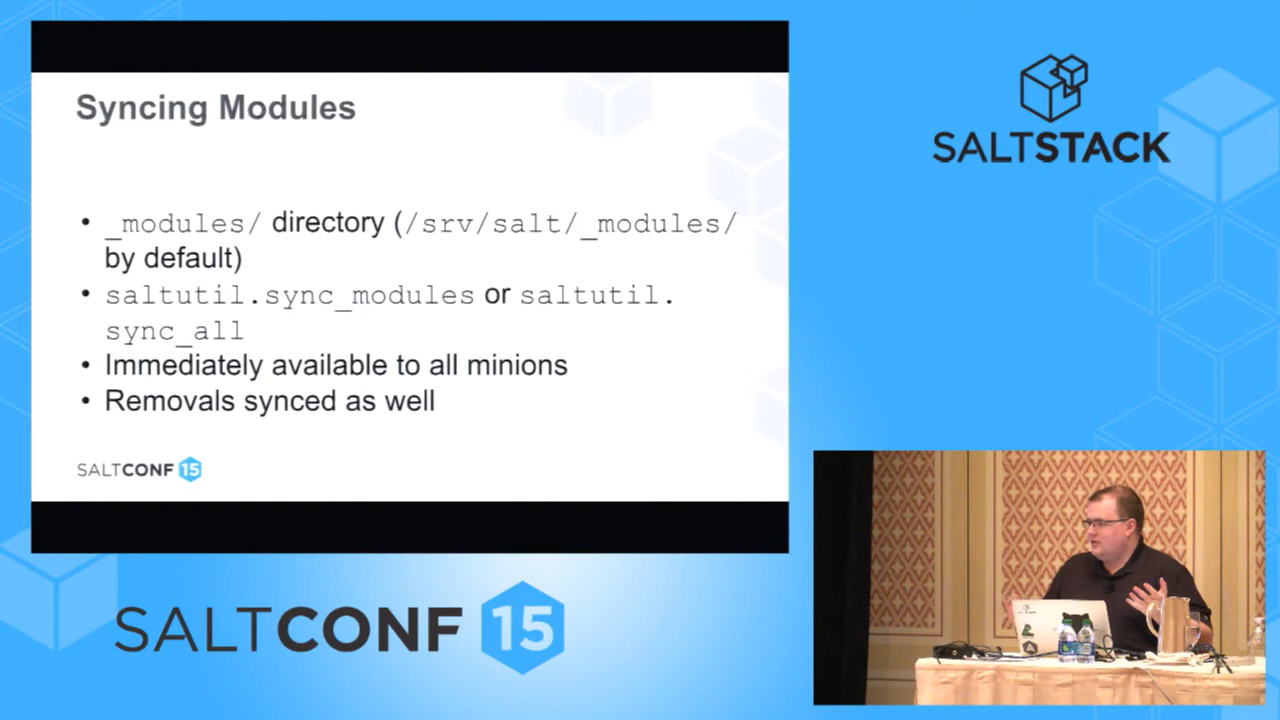 Syncing Modules
• _modules/ directory (/srv/salt/_modules/
by default)
• saltutil.sync_modules or saltutil.
sync_all
• Immediately available to all minions
• Removals synced as well
SALTCONF 15
SALTSTACK
SALTCONF 15